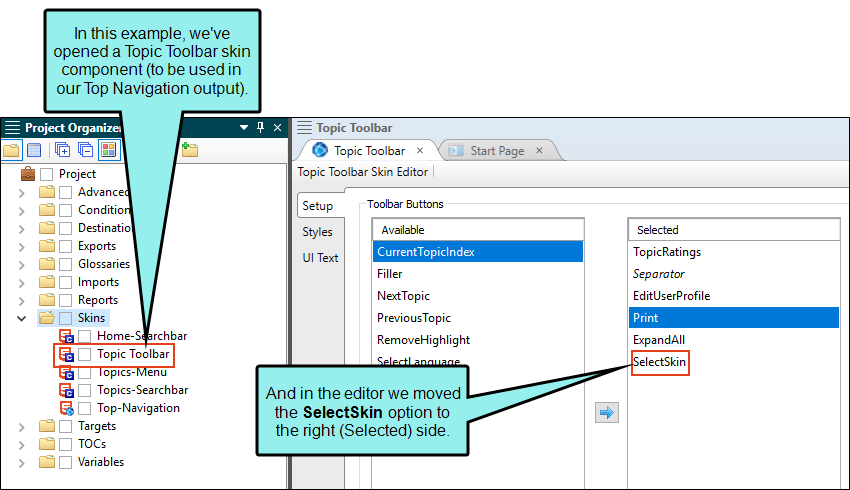 In this example, we've
opened a Topic Toolbar skin
component (to be used in
our Top Navigation output).
Project Organizer
Project
Advanced
Condition
Destination
Exports
Glossaries
Imports
Reports
Skins
Home-Searchbar
Topic Toolbar
Topics-Menu
Topics-Searchbar
Top-Navigation
Targets
TOCs
Variables
Topic Toolbar
Topic Toolbar
Start Page
Topic Toolbar Skin Editor
Setup
Styles
UI Text
Toolbar Buttons
Available
CurrentTopicIndex
Filler
NextTopic
PreviousTopic
RemoveHighlight
SelectLanguage
Selected
TopicRatings
Separator
EditUserProfile
Print
ExpandAll
SelectSkin
And in the editor we moved
the SelectSkin option to
the right (Selected) side.